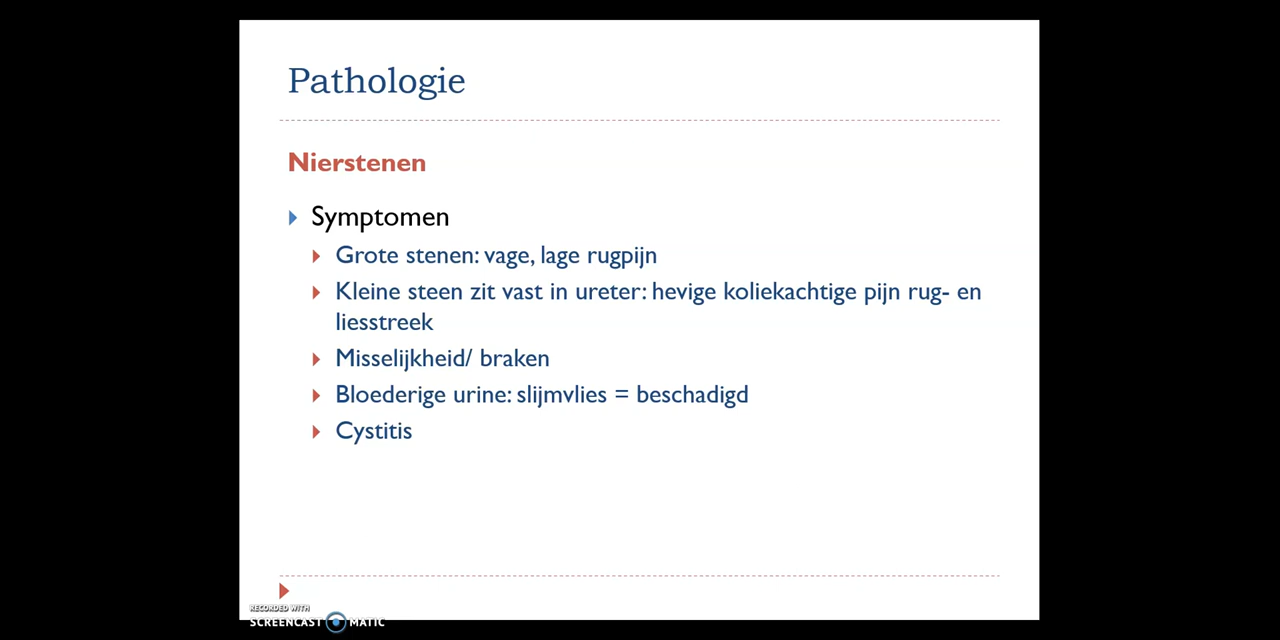 Pathologie
Nierstenen
Symptomen
Grote stenen: vage, lage rugpijn
Kleine steen zit vast in ureter: hevige koliekachtige pijn rug- en
liesstreek
Misselijkheid/ braken
Bloederige urine: slijmvlies = beschadigd
Cystitis
RECORDED WITH
SCREENCAST MATIC